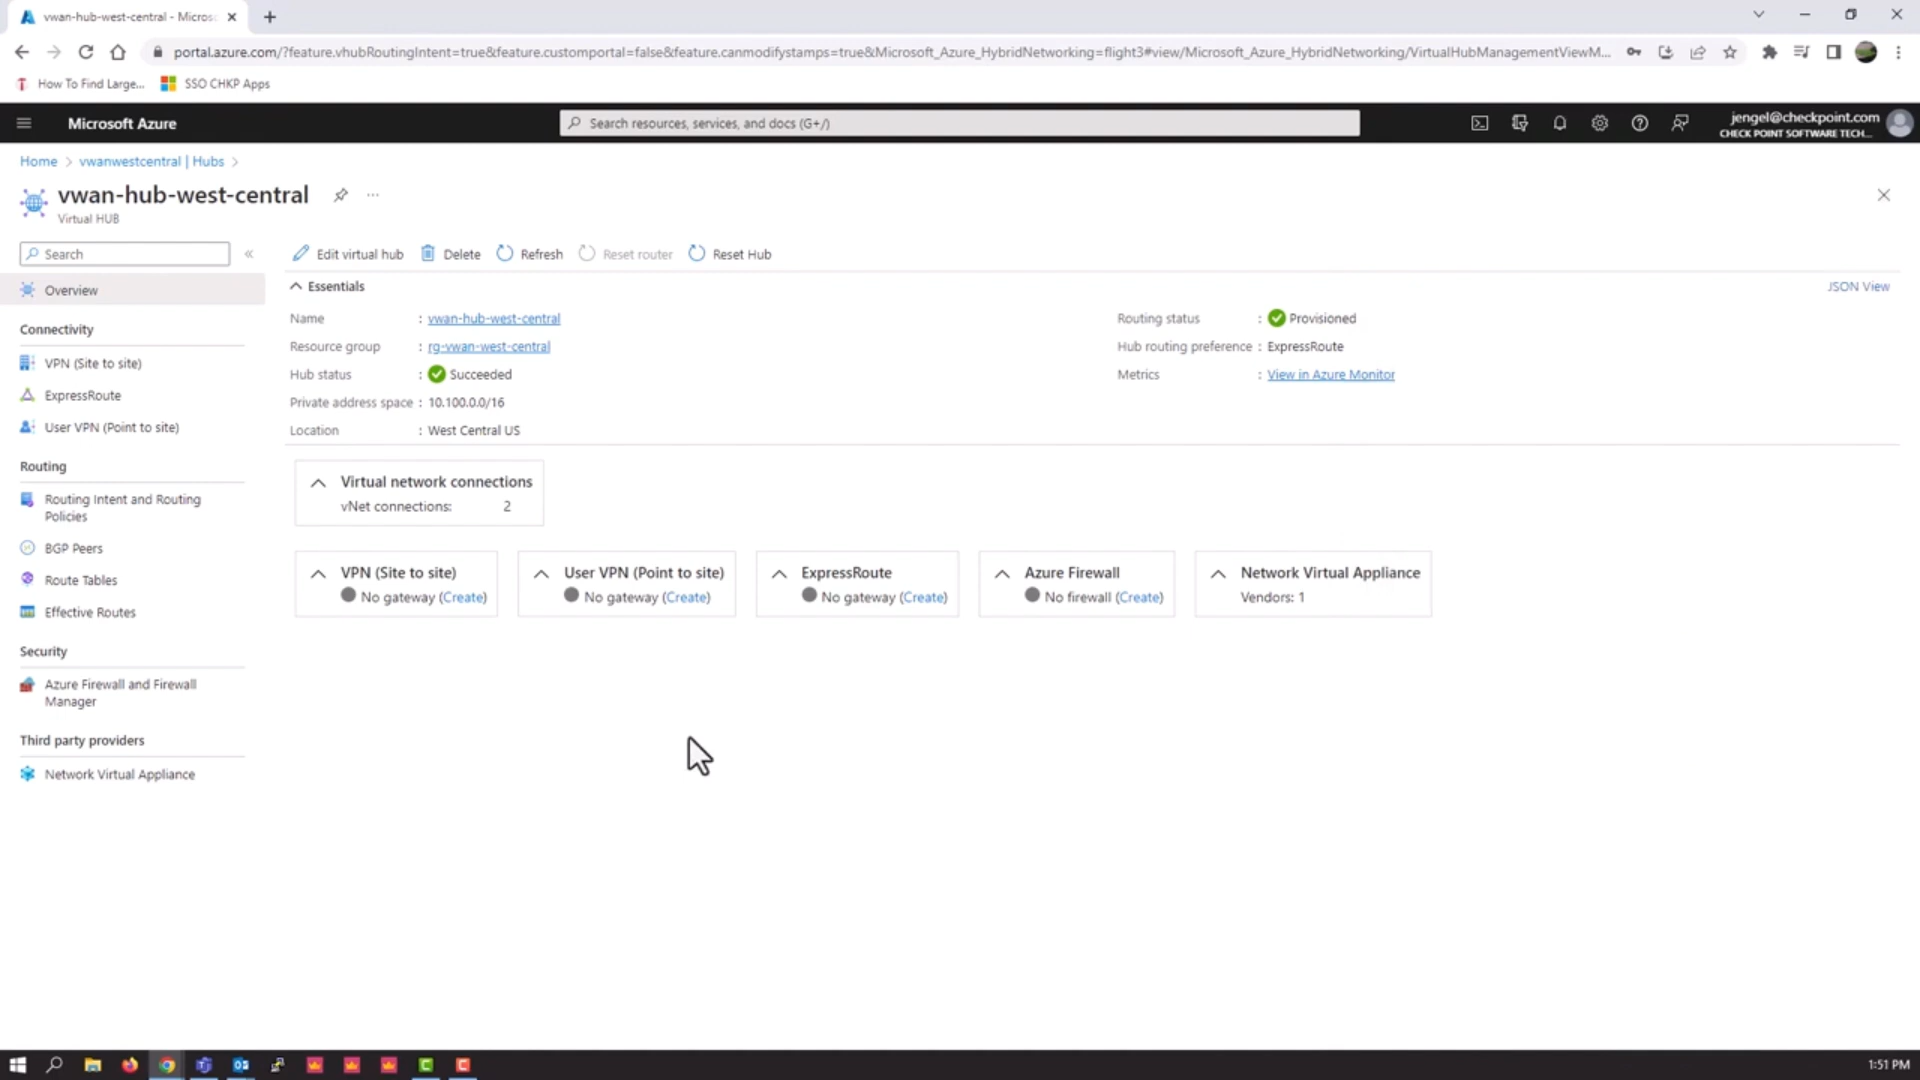 vwan-hub-west-central - Micros
portal.azure.com/?feature.vhubRoutingIntent=true&feature.customportal=false&feature.canmodifystamps=true&Microsoft_Azure_HybridNetworking=flight3#view/Microsoft_Azure_HybridNetworking/VirtualHubManagementViewM...
How To Find Large... SSO CHKP Apps
Microsoft Azure
Search resources, services, and docs (G+/)
jengel@checkpoint.com
CHECK POINT SOFTWARE TECH...
Home > vwanwestcentral | Hubs >
vwan-hub-west-central
Virtual HUB
Search
Edit virtual hub Delete Refresh Reset router Reset Hub
Overview
Connectivity
VPN (Site to site)
ExpressRoute
User VPN (Point to site)
Routing
Routing Intent and Routing
Policies
BGP Peers
Route Tables
Effective Routes
Security
Azure Firewall and Firewall
Manager
Third party providers
Network Virtual Appliance
Essentials
JSON View
Name : vwan-hub-west-central
Resource group : rg-vwan-west-central
Hub status : Succeeded
Private address space : 10.100.0.0/16
Location : West Central US
Routing status : Provisioned
Hub routing preference : ExpressRoute
Metrics : View in Azure Monitor
Virtual network connections
vNet connections: 2
VPN (Site to site)
No gateway (Create)
User VPN (Point to site)
No gateway (Create)
ExpressRoute
No gateway (Create)
Azure Firewall
No firewall (Create)
Network Virtual Appliance
Vendors: 1
1:51 PM